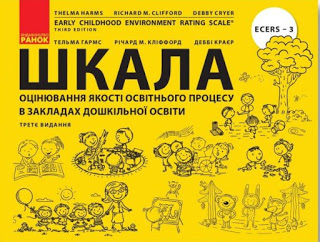 ВИДАВНИЦТВО
РАНОК
THELMA HARMS RICHARD M. CLIFFORD DEBBY CRYER
EARLY CHILDHOOD ENVIRONMENT RATING SCALE®
THIRD EDITION
ECERS – 3
ТЕЛЬМА ГАРМС РІЧАРД М. КЛІФФОРД ДЕББІ КРАЄР
ШКАЛА
ОЦІНЮВАННЯ ЯКОСТІ ОСВІТНЬОГО ПРОЦЕСУ
В ЗАКЛАДАХ ДОШКІЛЬНОЇ ОСВІТИ
ТРЕТЄ ВИДАННЯ